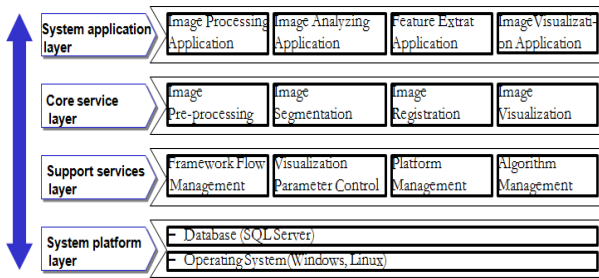 System application layer
Image Processing Application
Image Analyzing Application
Feature Extrat Application
ImageVisualizati-on Application
Core service layer
Image Pre-processing
Image Segmentation
Image Registration
Image Visualization
Support services layer
Framework Flow Management
Visualization Parameter Control
Platform Management
Algorithm Management
System platform layer
– Database (SQL Server)
– Operating System(Windows, Linux)